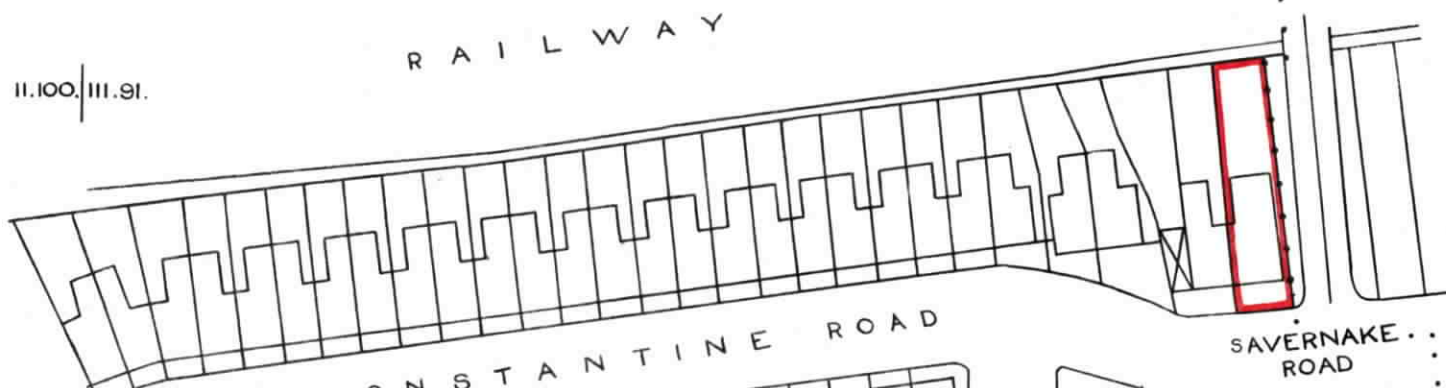 RAILWAY
11.100. 111.91.
NSTANTINE ROAD
SAVERNAKE
ROAD